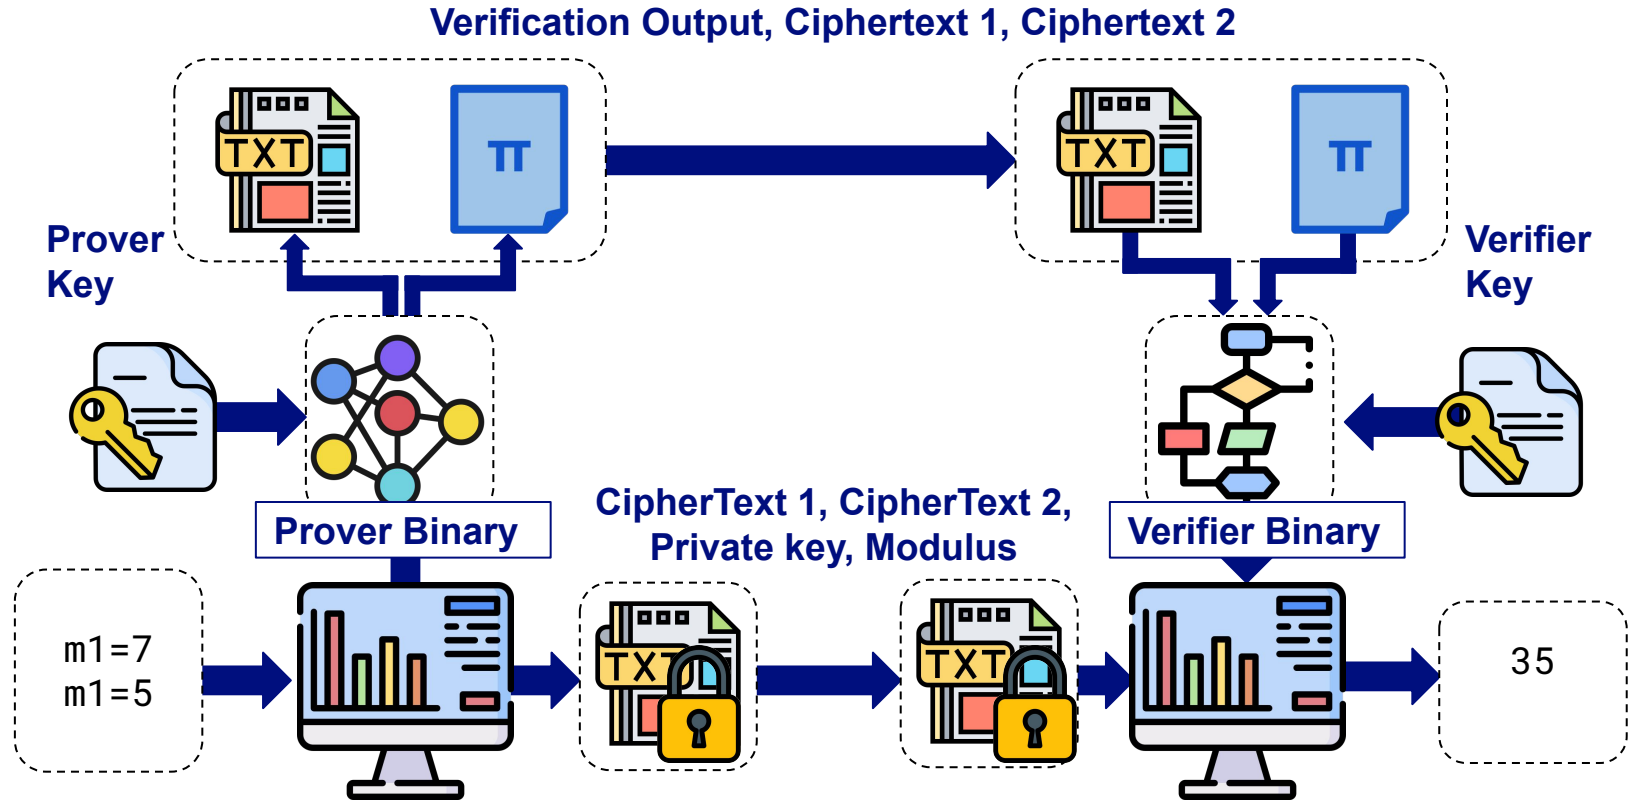 Verification Output, Ciphertext 1, Ciphertext 2
TXT
π
TXT
π
Prover
Key
Verifier
Key
Prover Binary
CipherText 1, CipherText 2,
Private key, Modulus
Verifier Binary
m1=7
m1=5
TXT
TXT
35